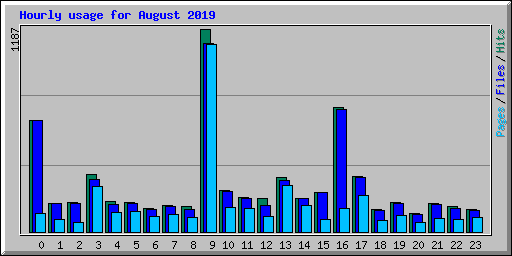 Hourly usage for August 2019
1187
Pages / Files / Hits
0 1 2 3 4 5 6 7 8 9 10 11 12 13 14 15 16 17 18 19 20 21 22 23